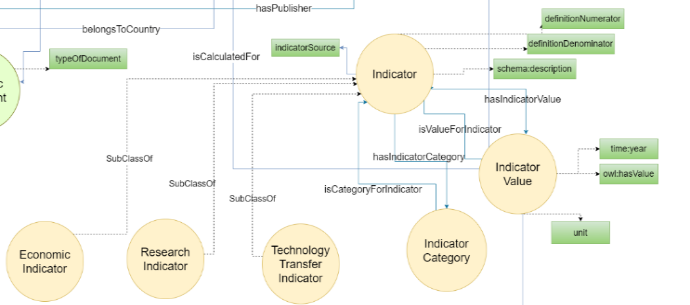 hasPublisher
definitionNumerator
belongsToCountry
definitionDenominator
indicatorSource
isCalculatedFor
typeOfDocument
Indicator
schema:description
hasIndicatorValue
isValueForIndicator
time:year
SubClassOf
hasIndicatorCategory
Indicator
Value
owl:hasValue
SubClassOf
isCategoryForIndicator
SubClassOf
unit
Economic
Indicator
Research
Indicator
Technology
Transfer
Indicator
Indicator
Category